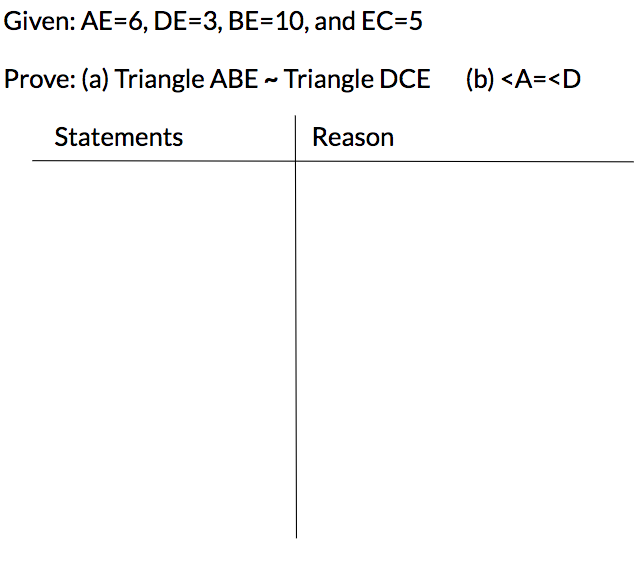 Given: AE=6, DE=3, BE=10, and EC=5
Prove: (a) Triangle ABE ~ Triangle DCE (b) <A=<D
Statements Reason